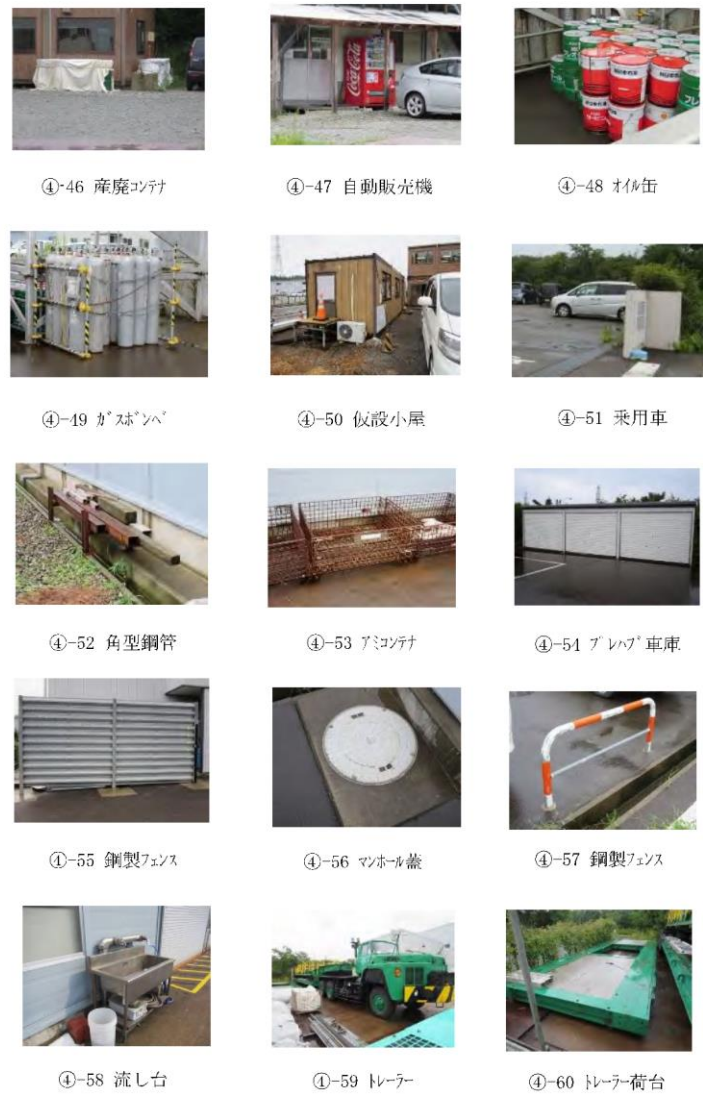 Coca-Cola
④-46 産廃ｺﾝﾃﾅ
④-47 自動販売機
④-48 ｵｲﾙ缶
④-49 ｶﾞｽﾎﾞﾝﾍﾞ
④-50 仮設小屋
④-51 乗用車
④-52 角型鋼管
④-53 ｱﾐｺﾝﾃﾅ
④-54 ﾌﾟﾚﾊﾌﾞ車庫
④-55 鋼製ﾌｪﾝｽ
④-56 ﾏﾝﾎｰﾙ蓋
④-57 鋼製ﾌｪﾝｽ
④-58 流し台
④-59 ﾄﾚｰﾗｰ
④-60 ﾄﾚｰﾗｰ荷台